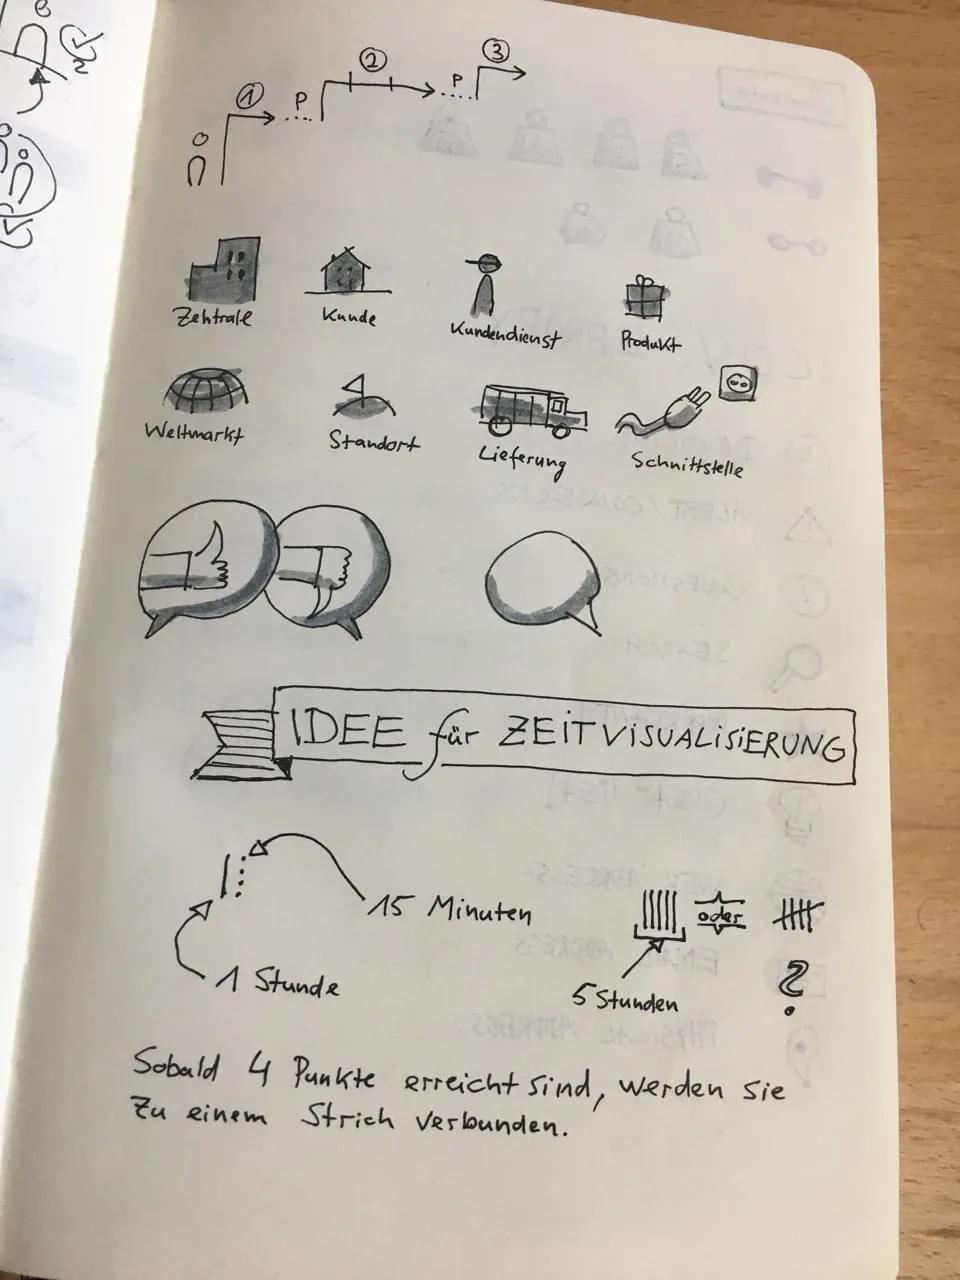 1 P 2 P 3
Zentrale Kunde Kundendienst Produkt
Weltmarkt Standort Lieferung Schnittstelle
IDEE für ZEITVISUALISIERUNG
15 Minuten
oder
1 Stunde
5 Stunden
?
Sobald 4 Punkte erreicht sind, werden sie
zu einem Strich verbunden.